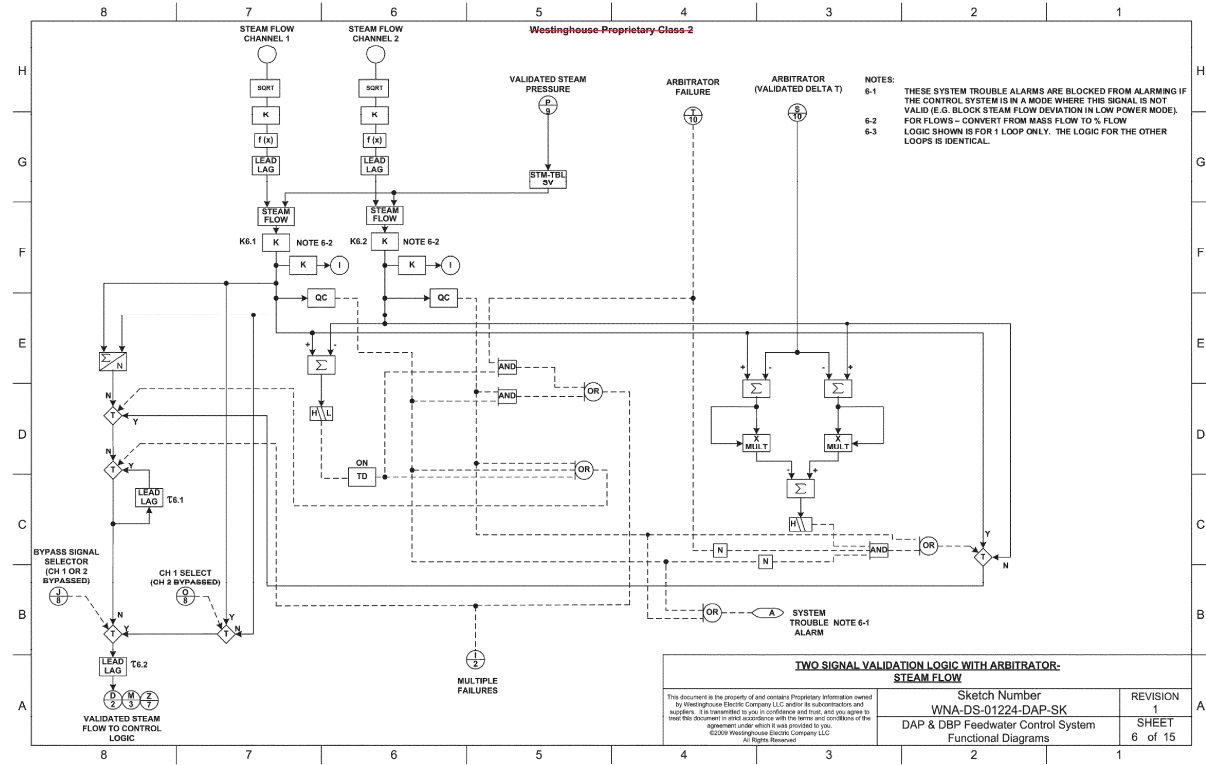 8 7 6 5 4 3 2 1
STEAM FLOW
CHANNEL 1
STEAM FLOW
CHANNEL 2
Westinghouse Proprietary Class 2
H
H
SQRT
SQRT
K
K
f (x)
f (x)
LEAD
LAG
LEAD
LAG
VALIDATED STEAM
PRESSURE
P
9
ARBITRATOR
FAILURE
T
10
ARBITRATOR
(VALIDATED DELTA T)
S
10
NOTES:
6-1 THESE SYSTEM TROUBLE ALARMS ARE BLOCKED FROM ALARMING IF
THE CONTROL SYSTEM IS IN A MODE WHERE THIS SIGNAL IS NOT
VALID (E.G. BLOCK STEAM FLOW DEVIATION IN LOW POWER MODE).
6-2 FOR FLOWS – CONVERT FROM MASS FLOW TO % FLOW
6-3 LOGIC SHOWN IS FOR 1 LOOP ONLY. THE LOGIC FOR THE OTHER
LOOPS IS IDENTICAL.
G
G
STM-TBL
SV
STEAM
FLOW
STEAM
FLOW
K6.1 K NOTE 6-2
K6.2 K NOTE 6-2
F
F
K I
K I
QC
QC
E
E
Σ
N
+ -
Σ
+ - - +
Σ
Σ
AND
AND
OR
N
T
Y
H L
D
D
X
MULT
X
MULT
N
T
Y
ON
TD
OR
- +
Σ
LEAD
LAG
τ6.1
H
C
C
N
N
AND
OR
Y
T
N
BYPASS SIGNAL
SELECTOR
(CH 1 OR 2
BYPASSED)
J
8
CH 1 SELECT
(CH 2 BYPASSED)
O
8
B
B
N
T
Y
Y
T
N
OR
A
SYSTEM
TROUBLE NOTE 6-1
ALARM
LEAD
LAG
τ6.2
I
2
MULTIPLE
FAILURES
D
2
M
3
Z
7
VALIDATED STEAM
FLOW TO CONTROL
LOGIC
A
A
TWO SIGNAL VALIDATION LOGIC WITH ARBITRATOR-
STEAM FLOW
This document is the property of and contains Proprietary Information owned
by Westinghouse Electric Company LLC and/or its subcontractors and
suppliers. It is transmitted to you in confidence and trust, and you agree to
treat this document in strict accordance with the terms and conditions of the
agreement under which it was provided to you.
©2009 Westinghouse Electric Company LLC
All Rights Reserved
Sketch Number
WNA-DS-01224-DAP-SK
DAP & DBP Feedwater Control System
Functional Diagrams
REVISION
1
SHEET
6 of 15
8 7 6 5 4 3 2 1